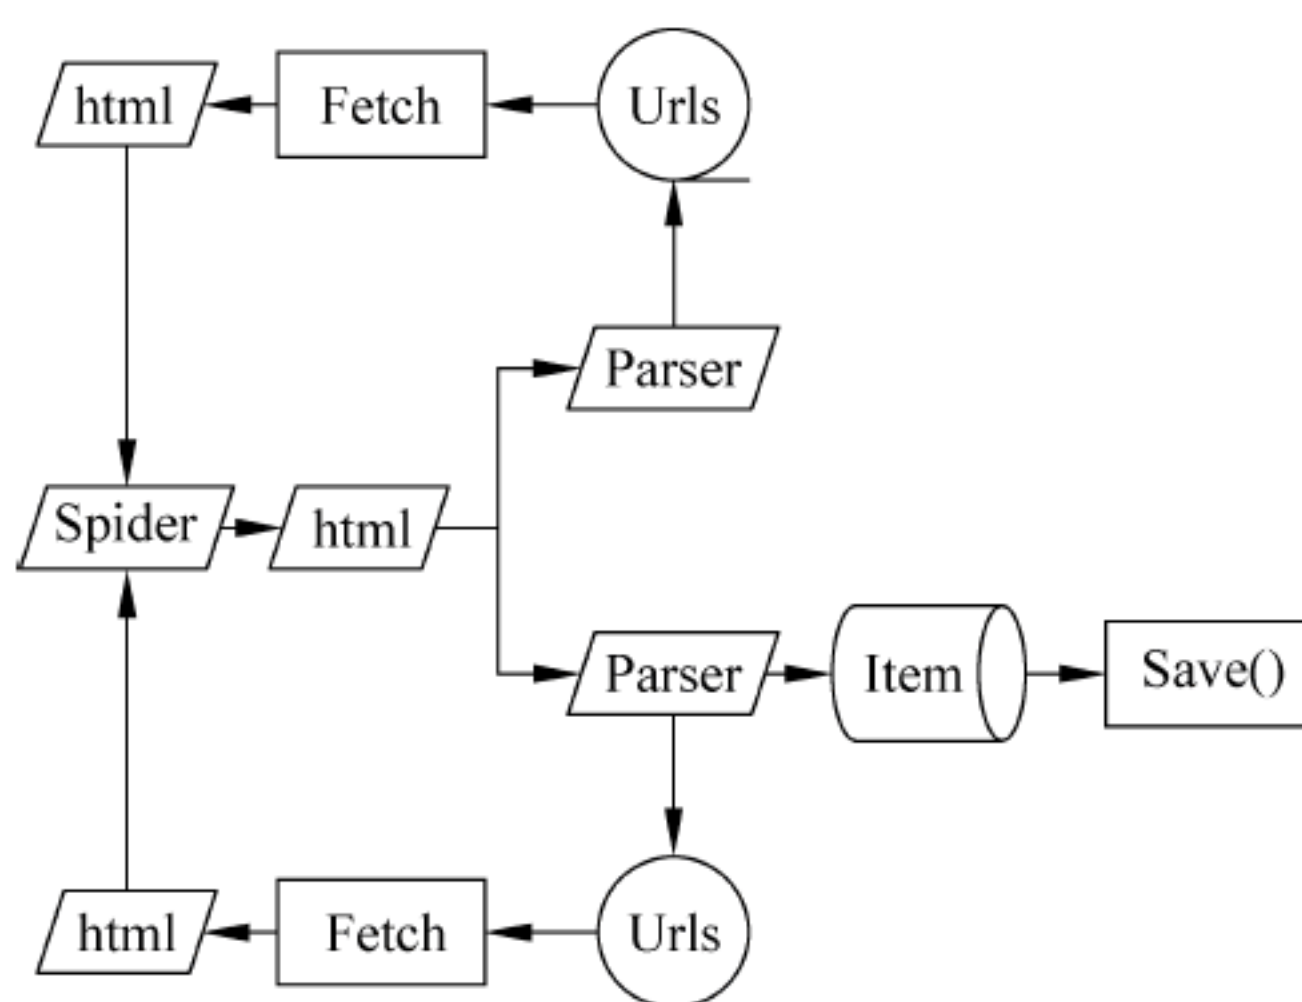 html
Fetch
Urls
Parser
Spider
html
Parser
Item
Save()
html
Fetch
Urls